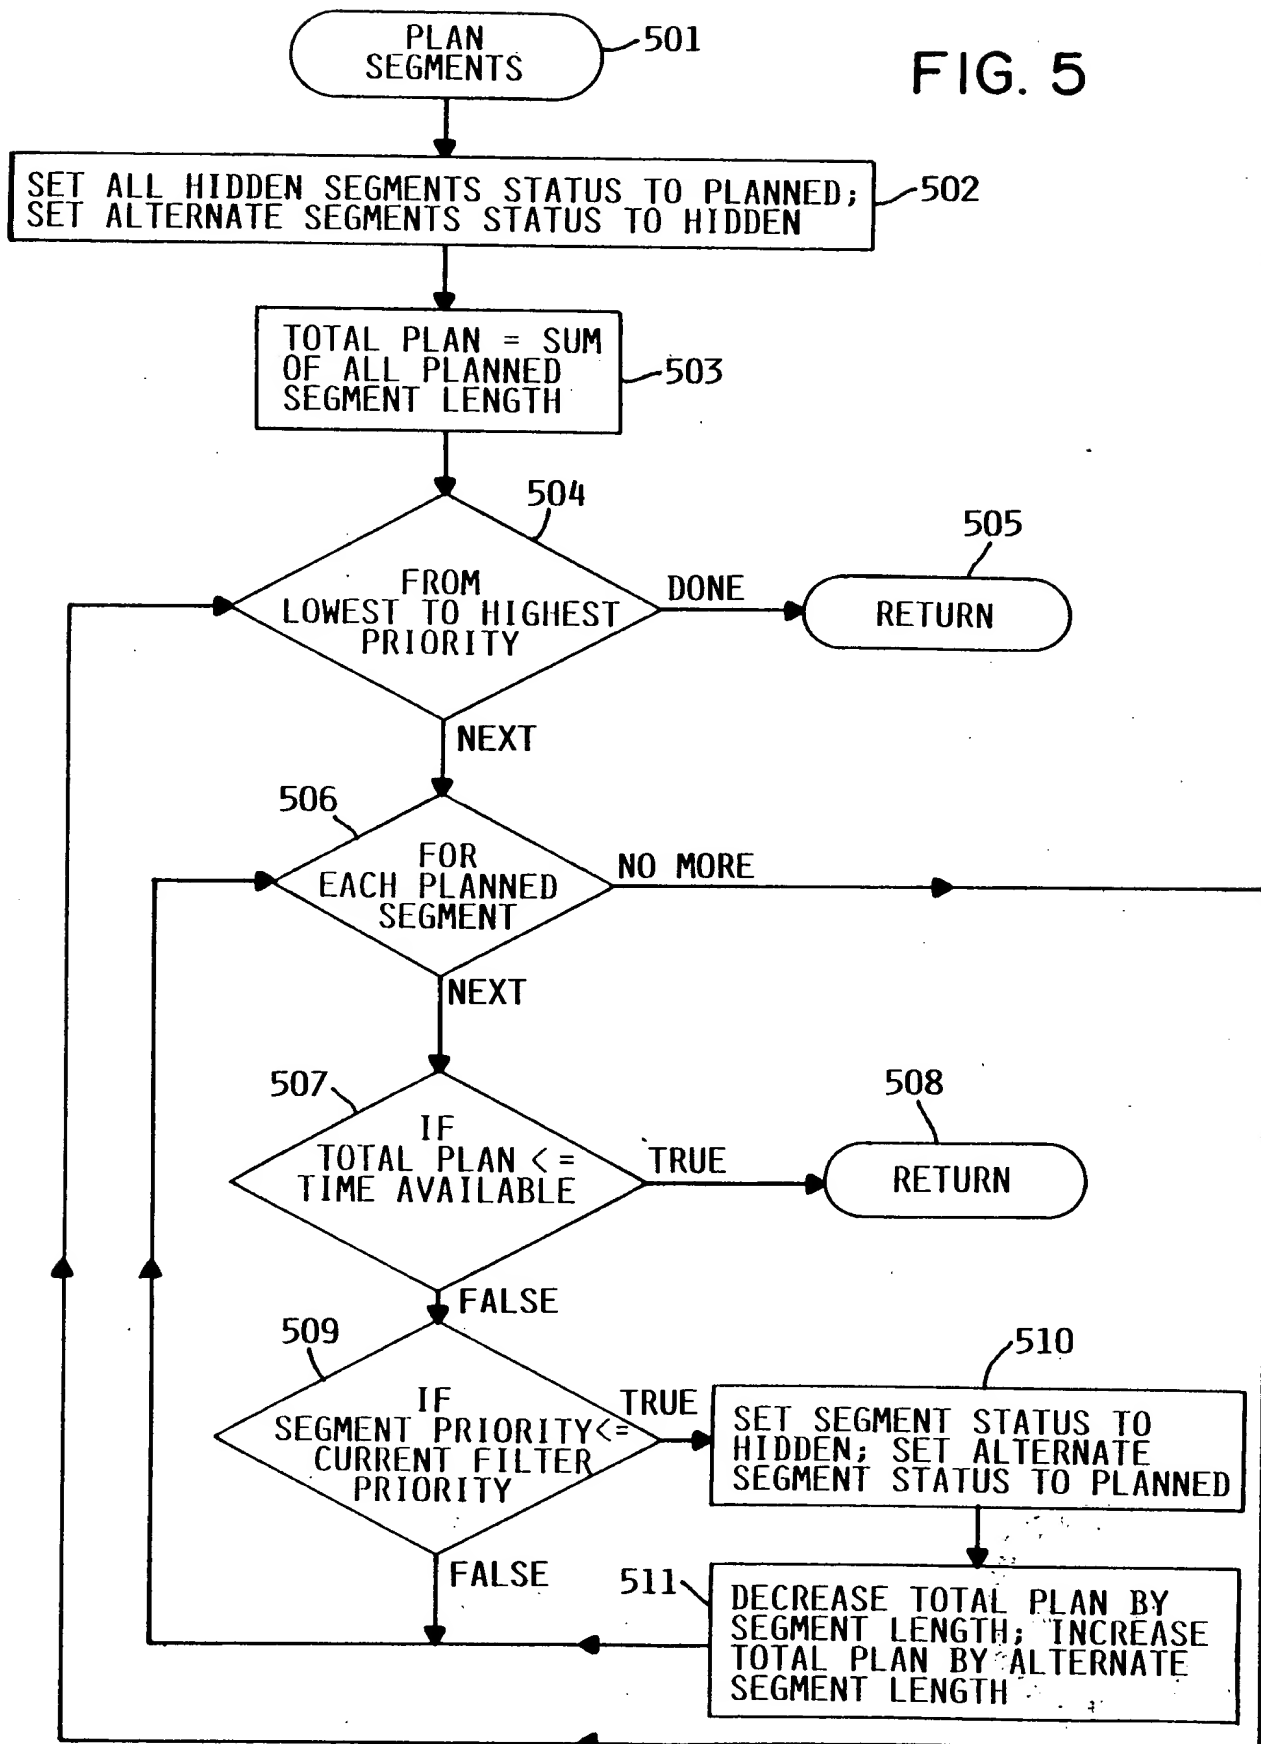 PLAN
SEGMENTS
501
FIG. 5
SET ALL HIDDEN SEGMENTS STATUS TO PLANNED;
SET ALTERNATE SEGMENTS STATUS TO HIDDEN
502
TOTAL PLAN = SUM
OF ALL PLANNED
SEGMENT LENGTH
503
504
FROM
LOWEST TO HIGHEST
PRIORITY
DONE
505
RETURN
NEXT
506
FOR
EACH PLANNED
SEGMENT
NO MORE
NEXT
507
IF
TOTAL PLAN <=
TIME AVAILABLE
TRUE
508
RETURN
FALSE
509
IF
SEGMENT PRIORITY<=
CURRENT FILTER
PRIORITY
TRUE
510
SET SEGMENT STATUS TO
HIDDEN; SET ALTERNATE
SEGMENT STATUS TO PLANNED
FALSE
511
DECREASE TOTAL PLAN BY
SEGMENT LENGTH; INCREASE
TOTAL PLAN BY ALTERNATE
SEGMENT LENGTH